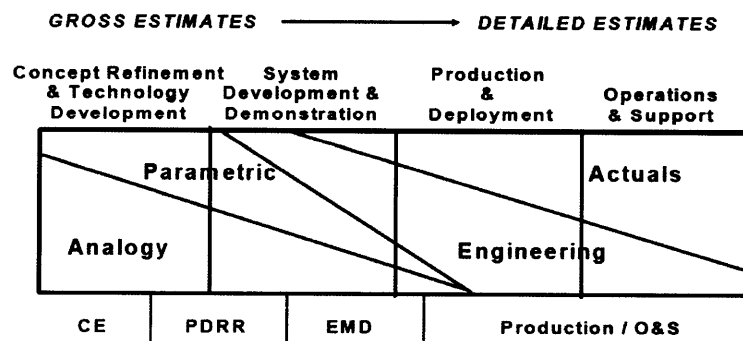 GROSS ESTIMATES DETAILED ESTIMATES
Concept Refinement
& Technology
Development
System
Development &
Demonstration
Production
&
Deployment
Operations
& Support
Parametric
Actuals
Analogy
Engineering
CE PDRR EMD Production / O&S